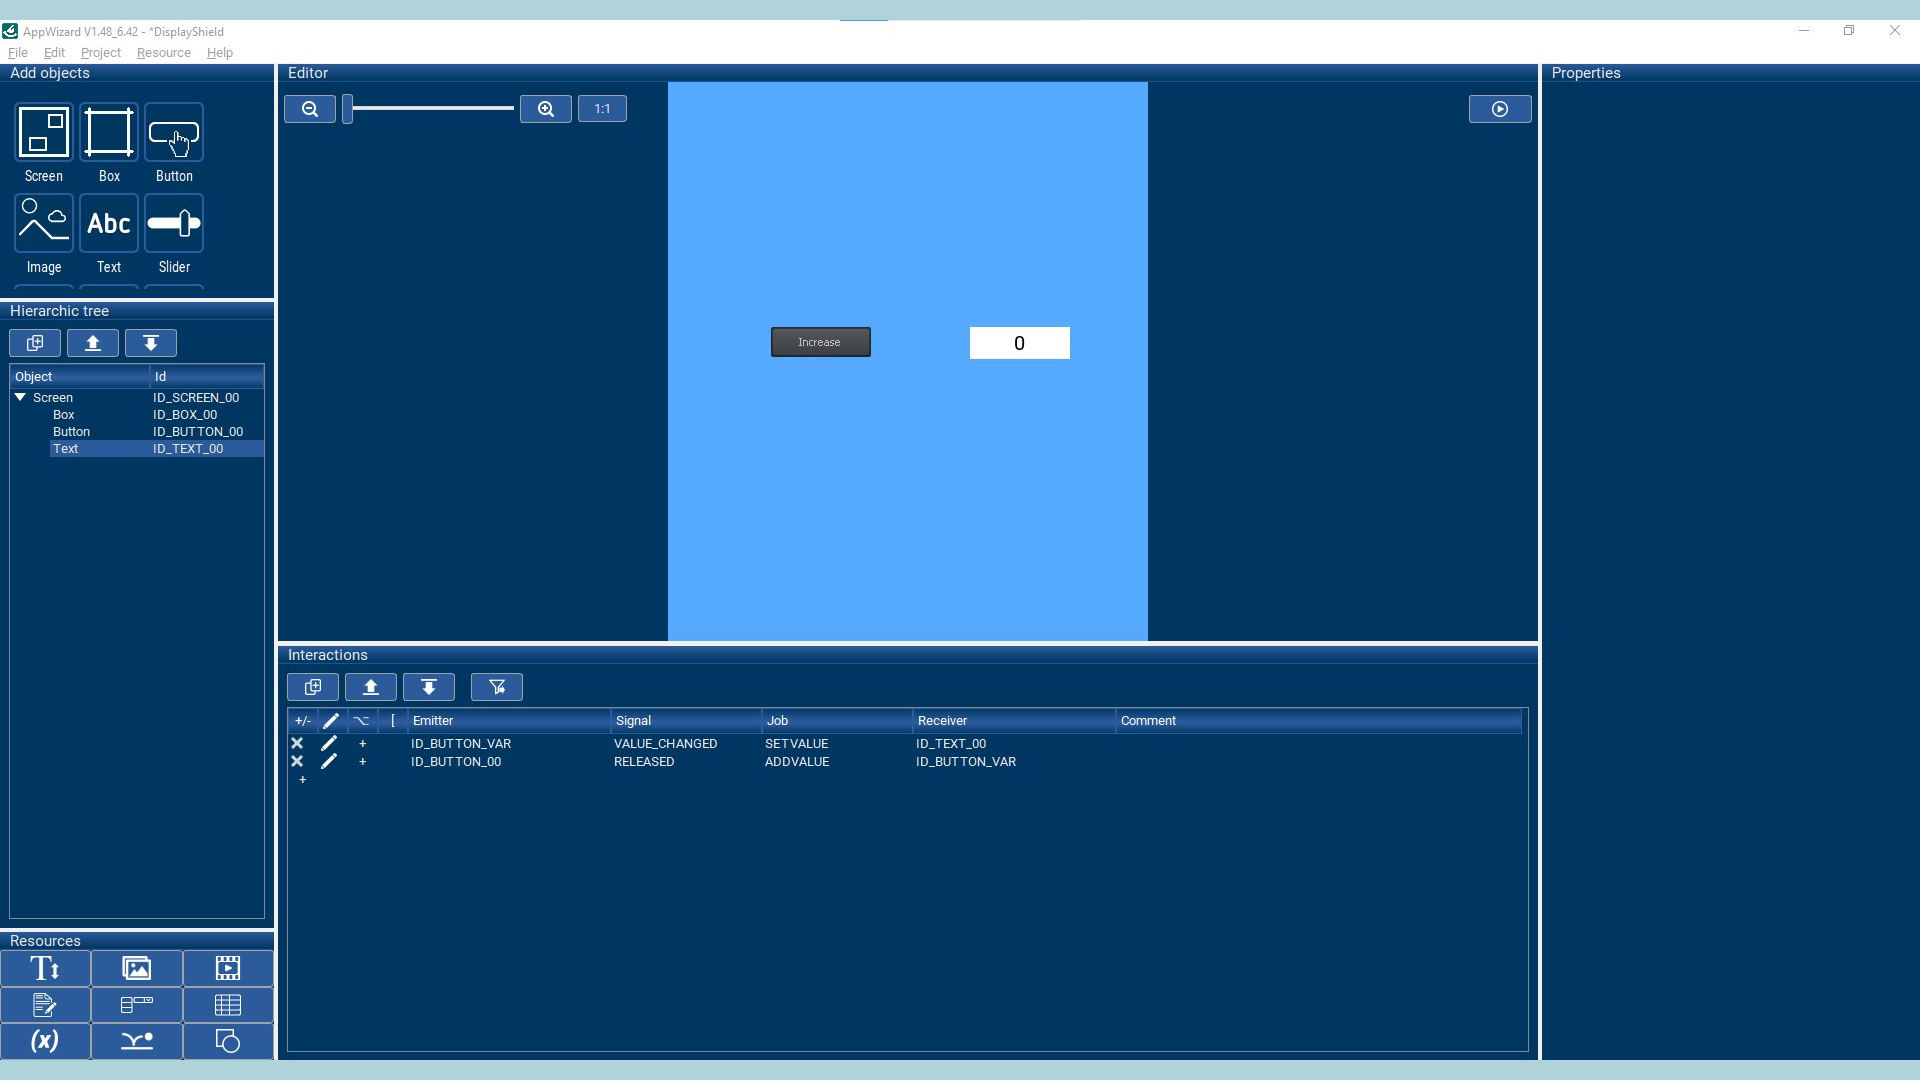 AppWizard V1.48_6.42 - *DisplayShield
File Edit Project Resource Help
Add objects
Screen Box Button
Abc
Image Text Slider
Hierarchic tree
Object Id
Screen ID_SCREEN_00
Box ID_BOX_00
Button ID_BUTTON_00
Text ID_TEXT_00
Resources
T
(x)
Editor
1:1
Increase 0
Interactions
+/- [ Emitter Signal Job Receiver Comment
+ ID_BUTTON_VAR VALUE_CHANGED SETVALUE ID_TEXT_00
+ ID_BUTTON_00 RELEASED ADDVALUE ID_BUTTON_VAR
+
Properties